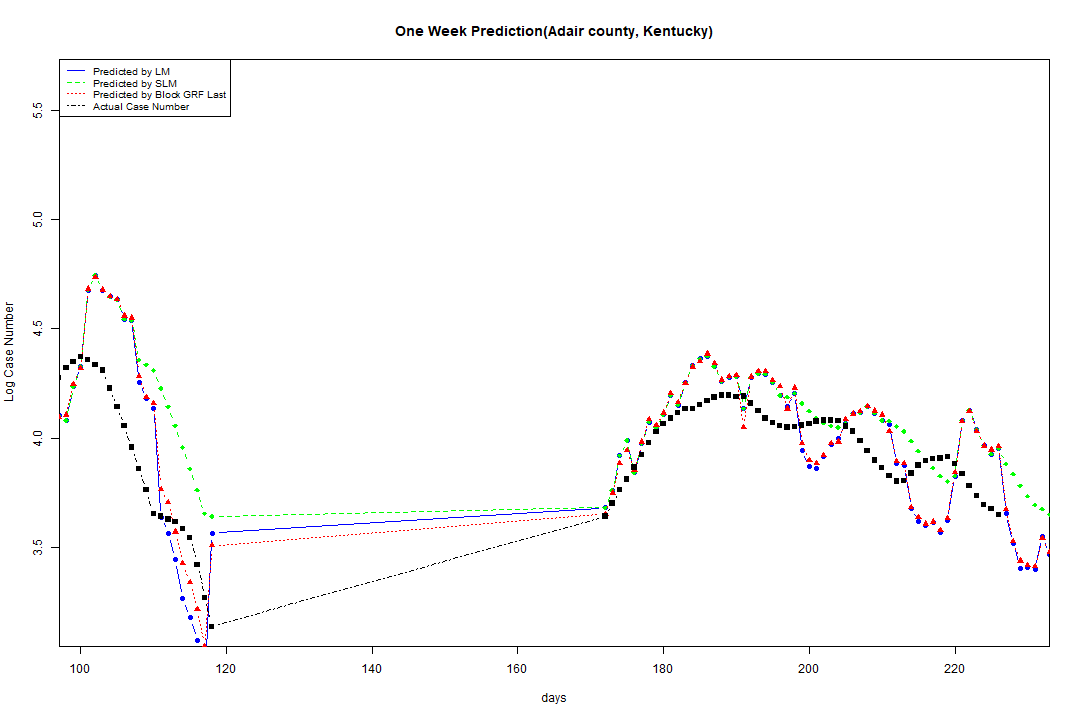 One Week Prediction(Adair county, Kentucky)
Predicted by LM
Predicted by SLM
Predicted by Block GRF Last
Actual Case Number
5.5
5.0
4.5
4.0
3.5
Log Case Number
100 120 140 160 180 200 220
days